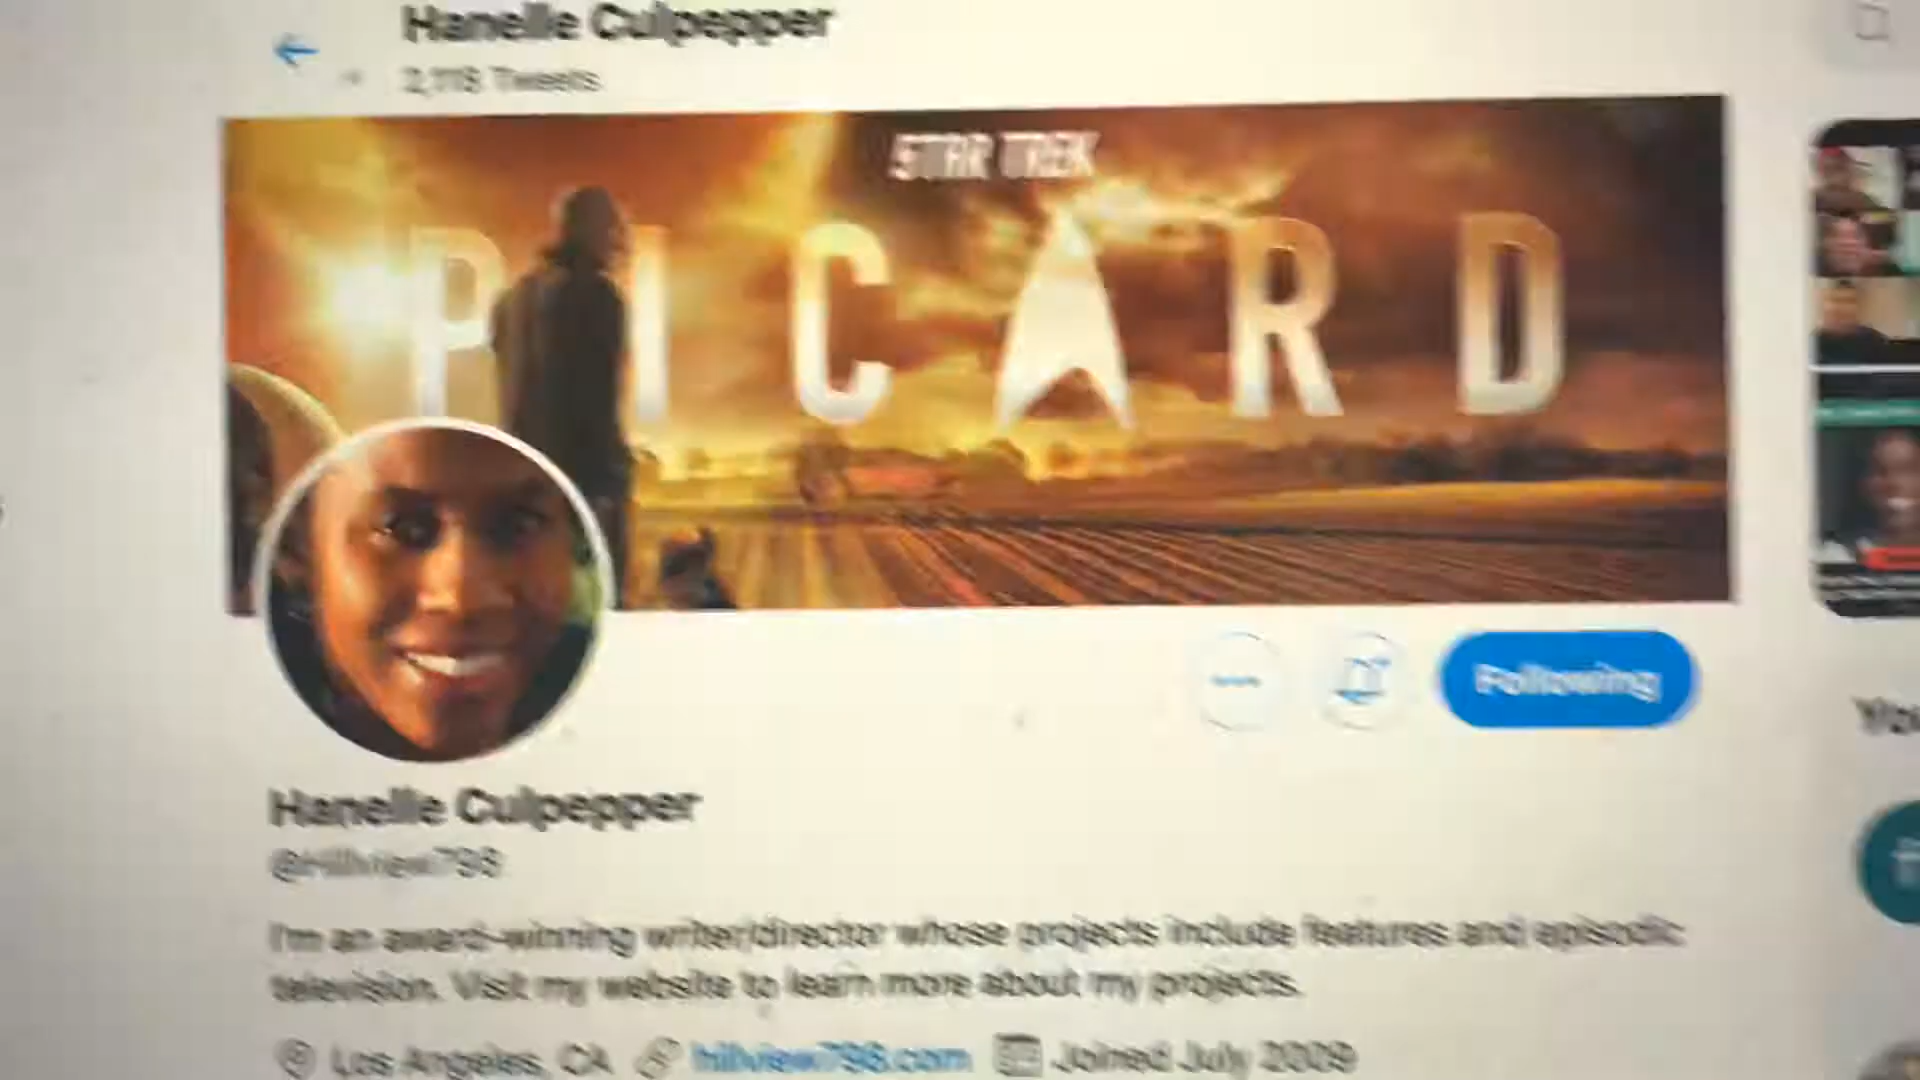 Hanelle Culpepper
2,118 Tweets
STAR TREK
PICARD
Following
Hanelle Culpepper
@Hillview798
I'm an award-winning writer/director whose projects include features and episodic
television. Visit my website to learn more about my projects.
Los Angeles, CA hillview798.com Joined July 2009